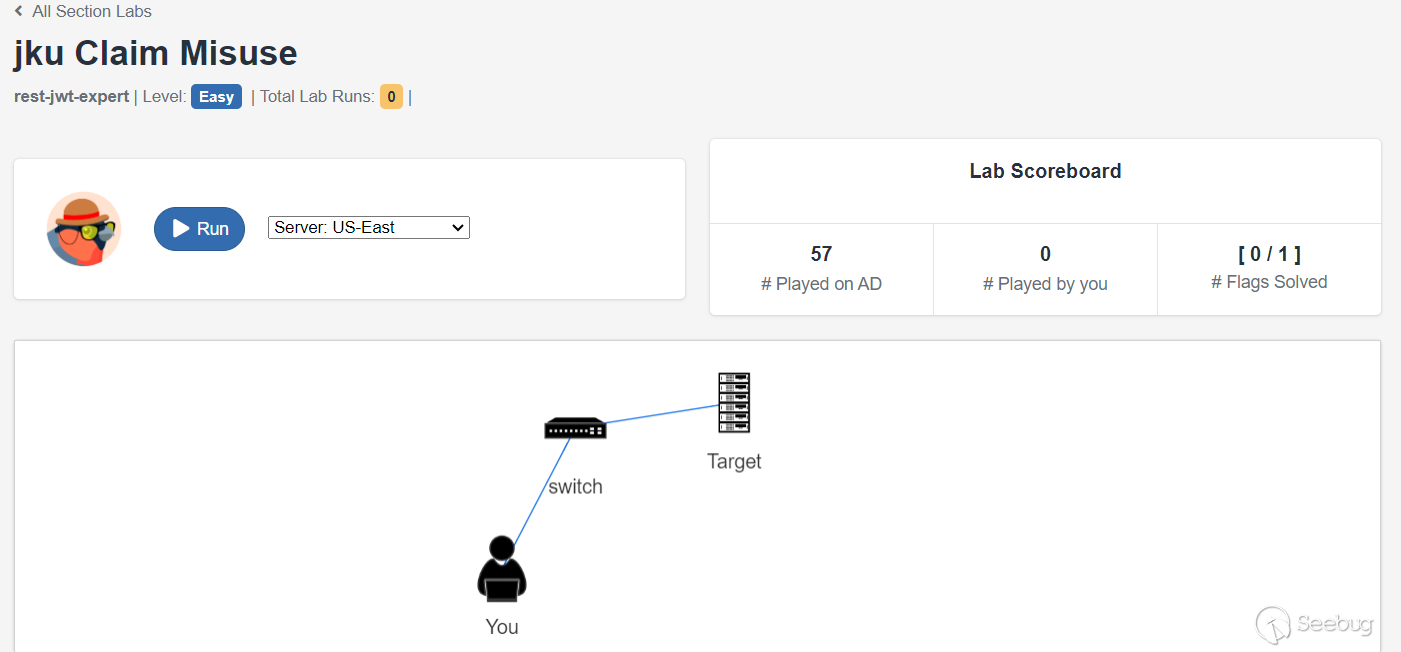 All Section Labs
jku Claim Misuse
rest-jwt-expert | Level: Easy | Total Lab Runs: 0 |
Run
Server: US-East
Lab Scoreboard
57
# Played on AD
0
# Played by you
[ 0 / 1 ]
# Flags Solved
Target
switch
You
Seebug